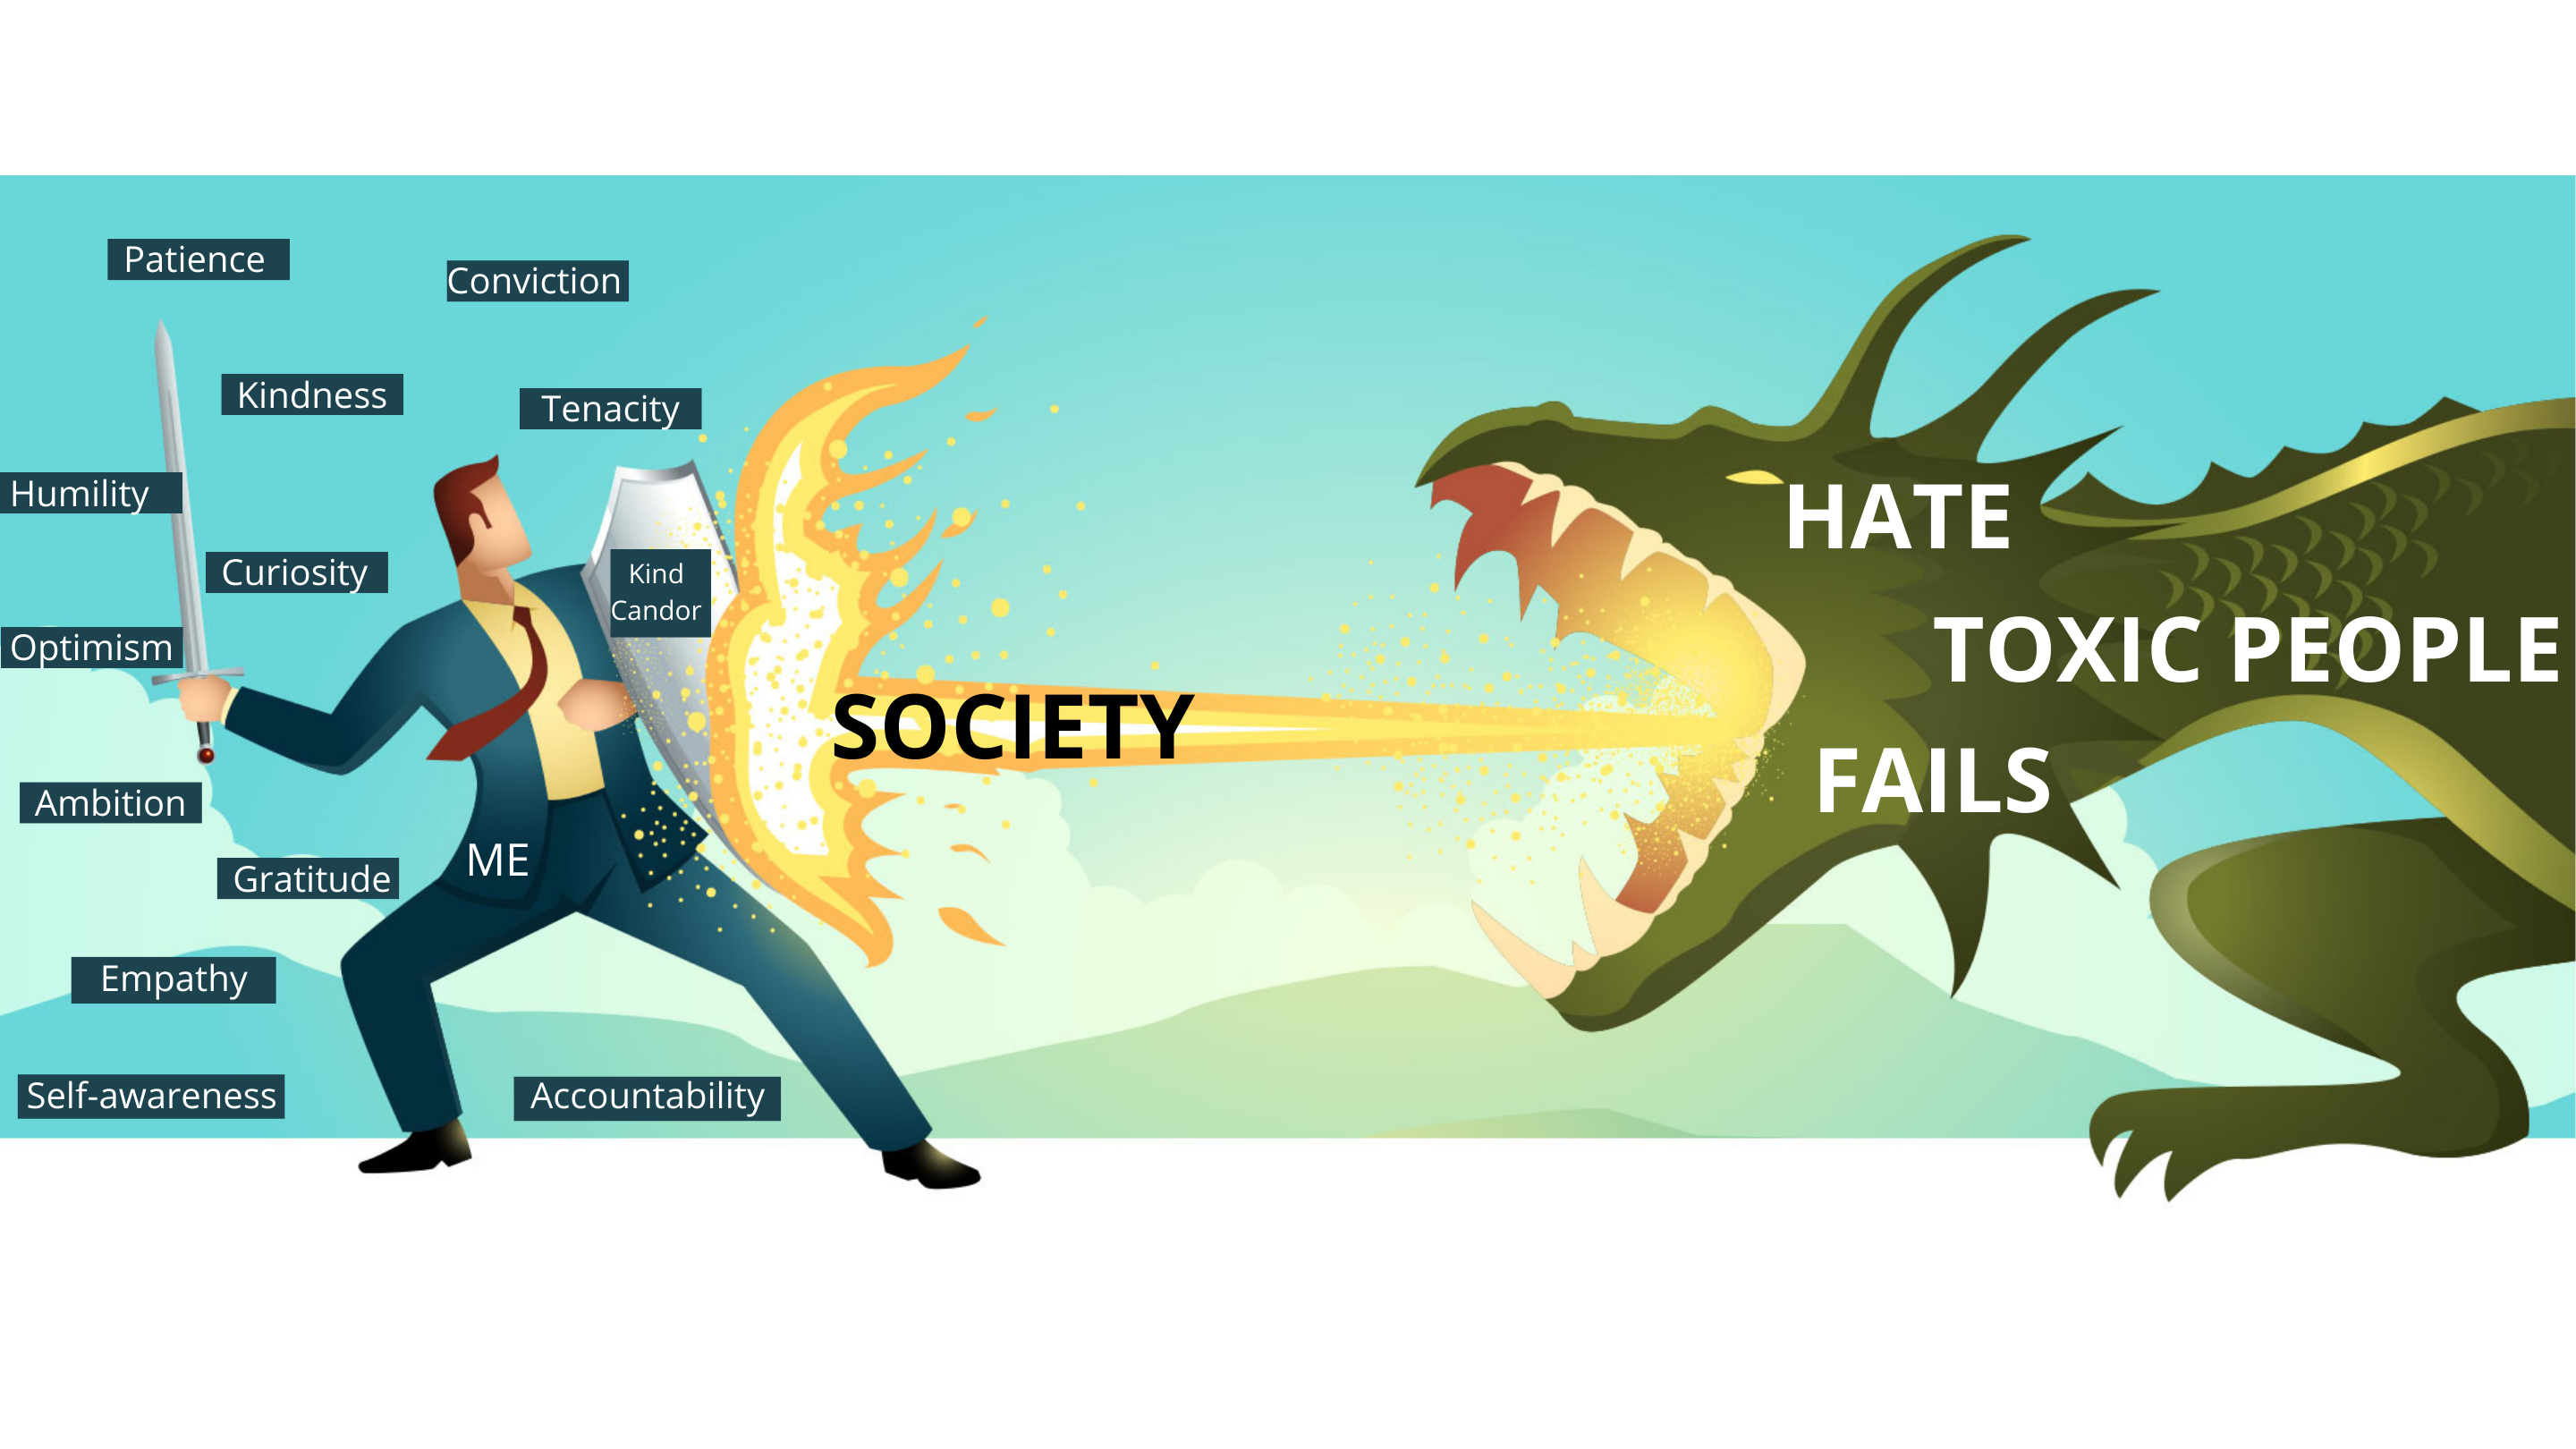 Patience
Conviction
Kindness
Tenacity
Humility
HATE
Curiosity
Kind
Candor
Optimism
TOXIC PEOPLE
SOCIETY
FAILS
Ambition
ME
Gratitude
Empathy
Self-awareness
Accountability